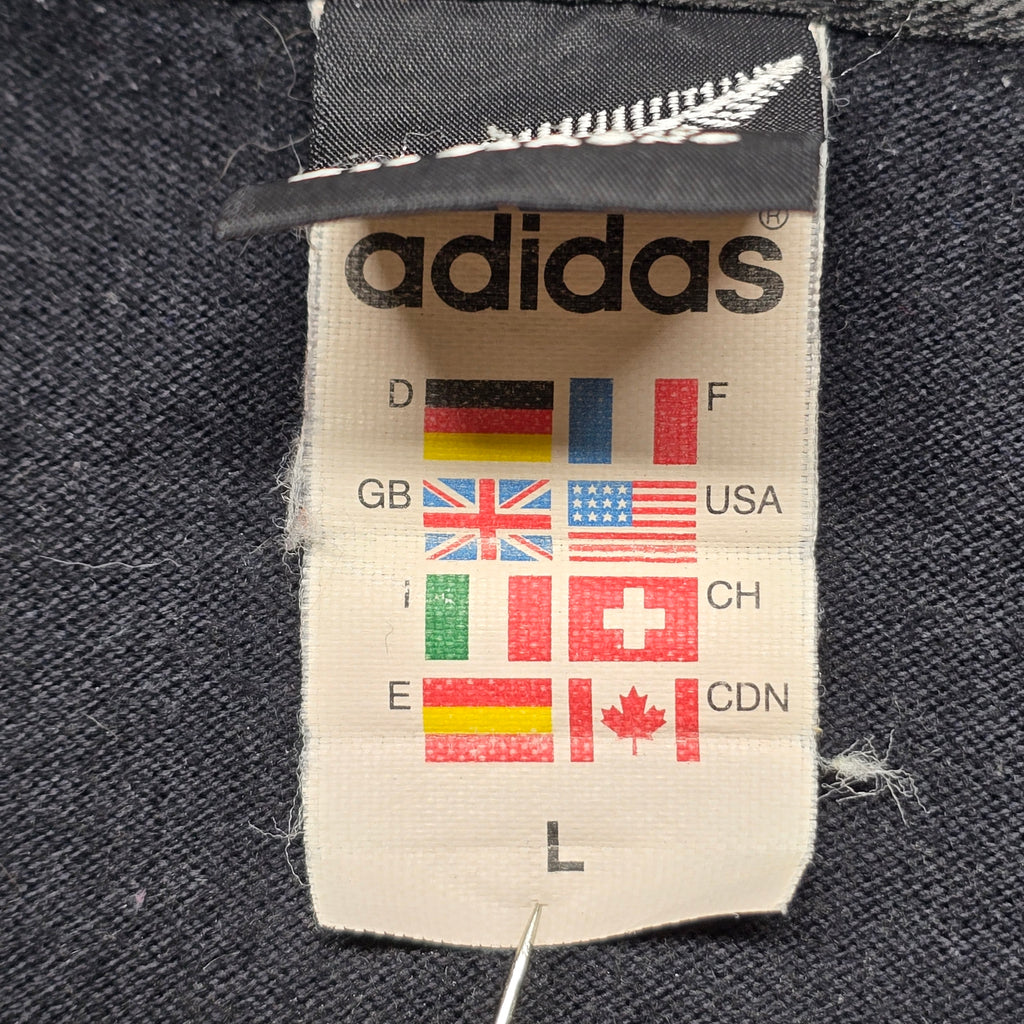 adidas®
D F
GB USA
I CH
E CDN
L